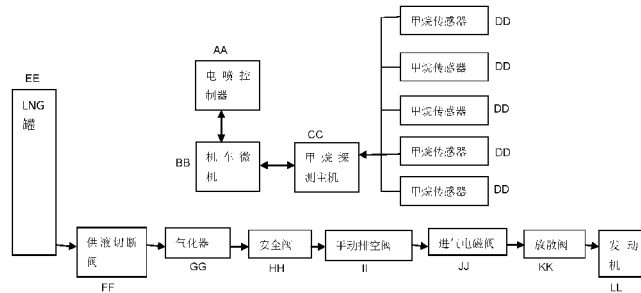 甲烷传感器 DD
AA
EE
甲烷传感器 DD
LNG
罐
电喷控
制器
甲烷传感器 DD
CC
BB
机车微
机
甲烷探
测主机
甲烷传感器 DD
甲烷传感器 DD
供液切断
阀
气化器
安全阀
手动排空阀
进气电磁阀
放散阀
发动
机
FF
GG
HH
II
JJ
KK
LL